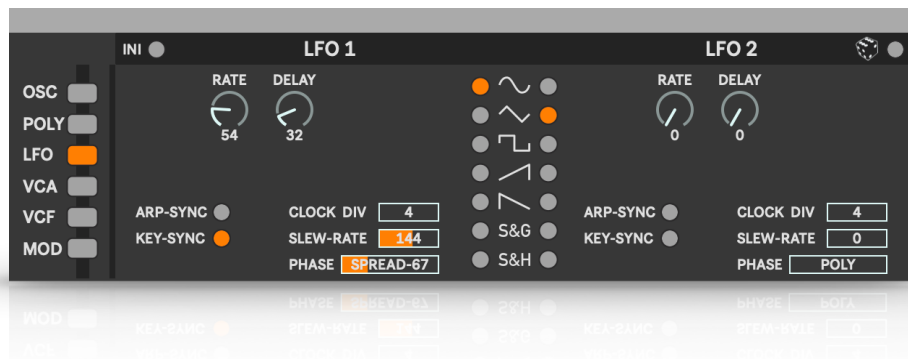 INI LFO 1 LFO 2
RATE DELAY RATE DELAY
54 32 0 0
OSC
POLY
LFO
VCA
VCF
MOD
ARP-SYNC CLOCK DIV 4
KEY-SYNC SLEW-RATE 144
PHASE SPREAD-67
S&G
S&H
ARP-SYNC CLOCK DIV 4
KEY-SYNC SLEW-RATE 0
PHASE POLY